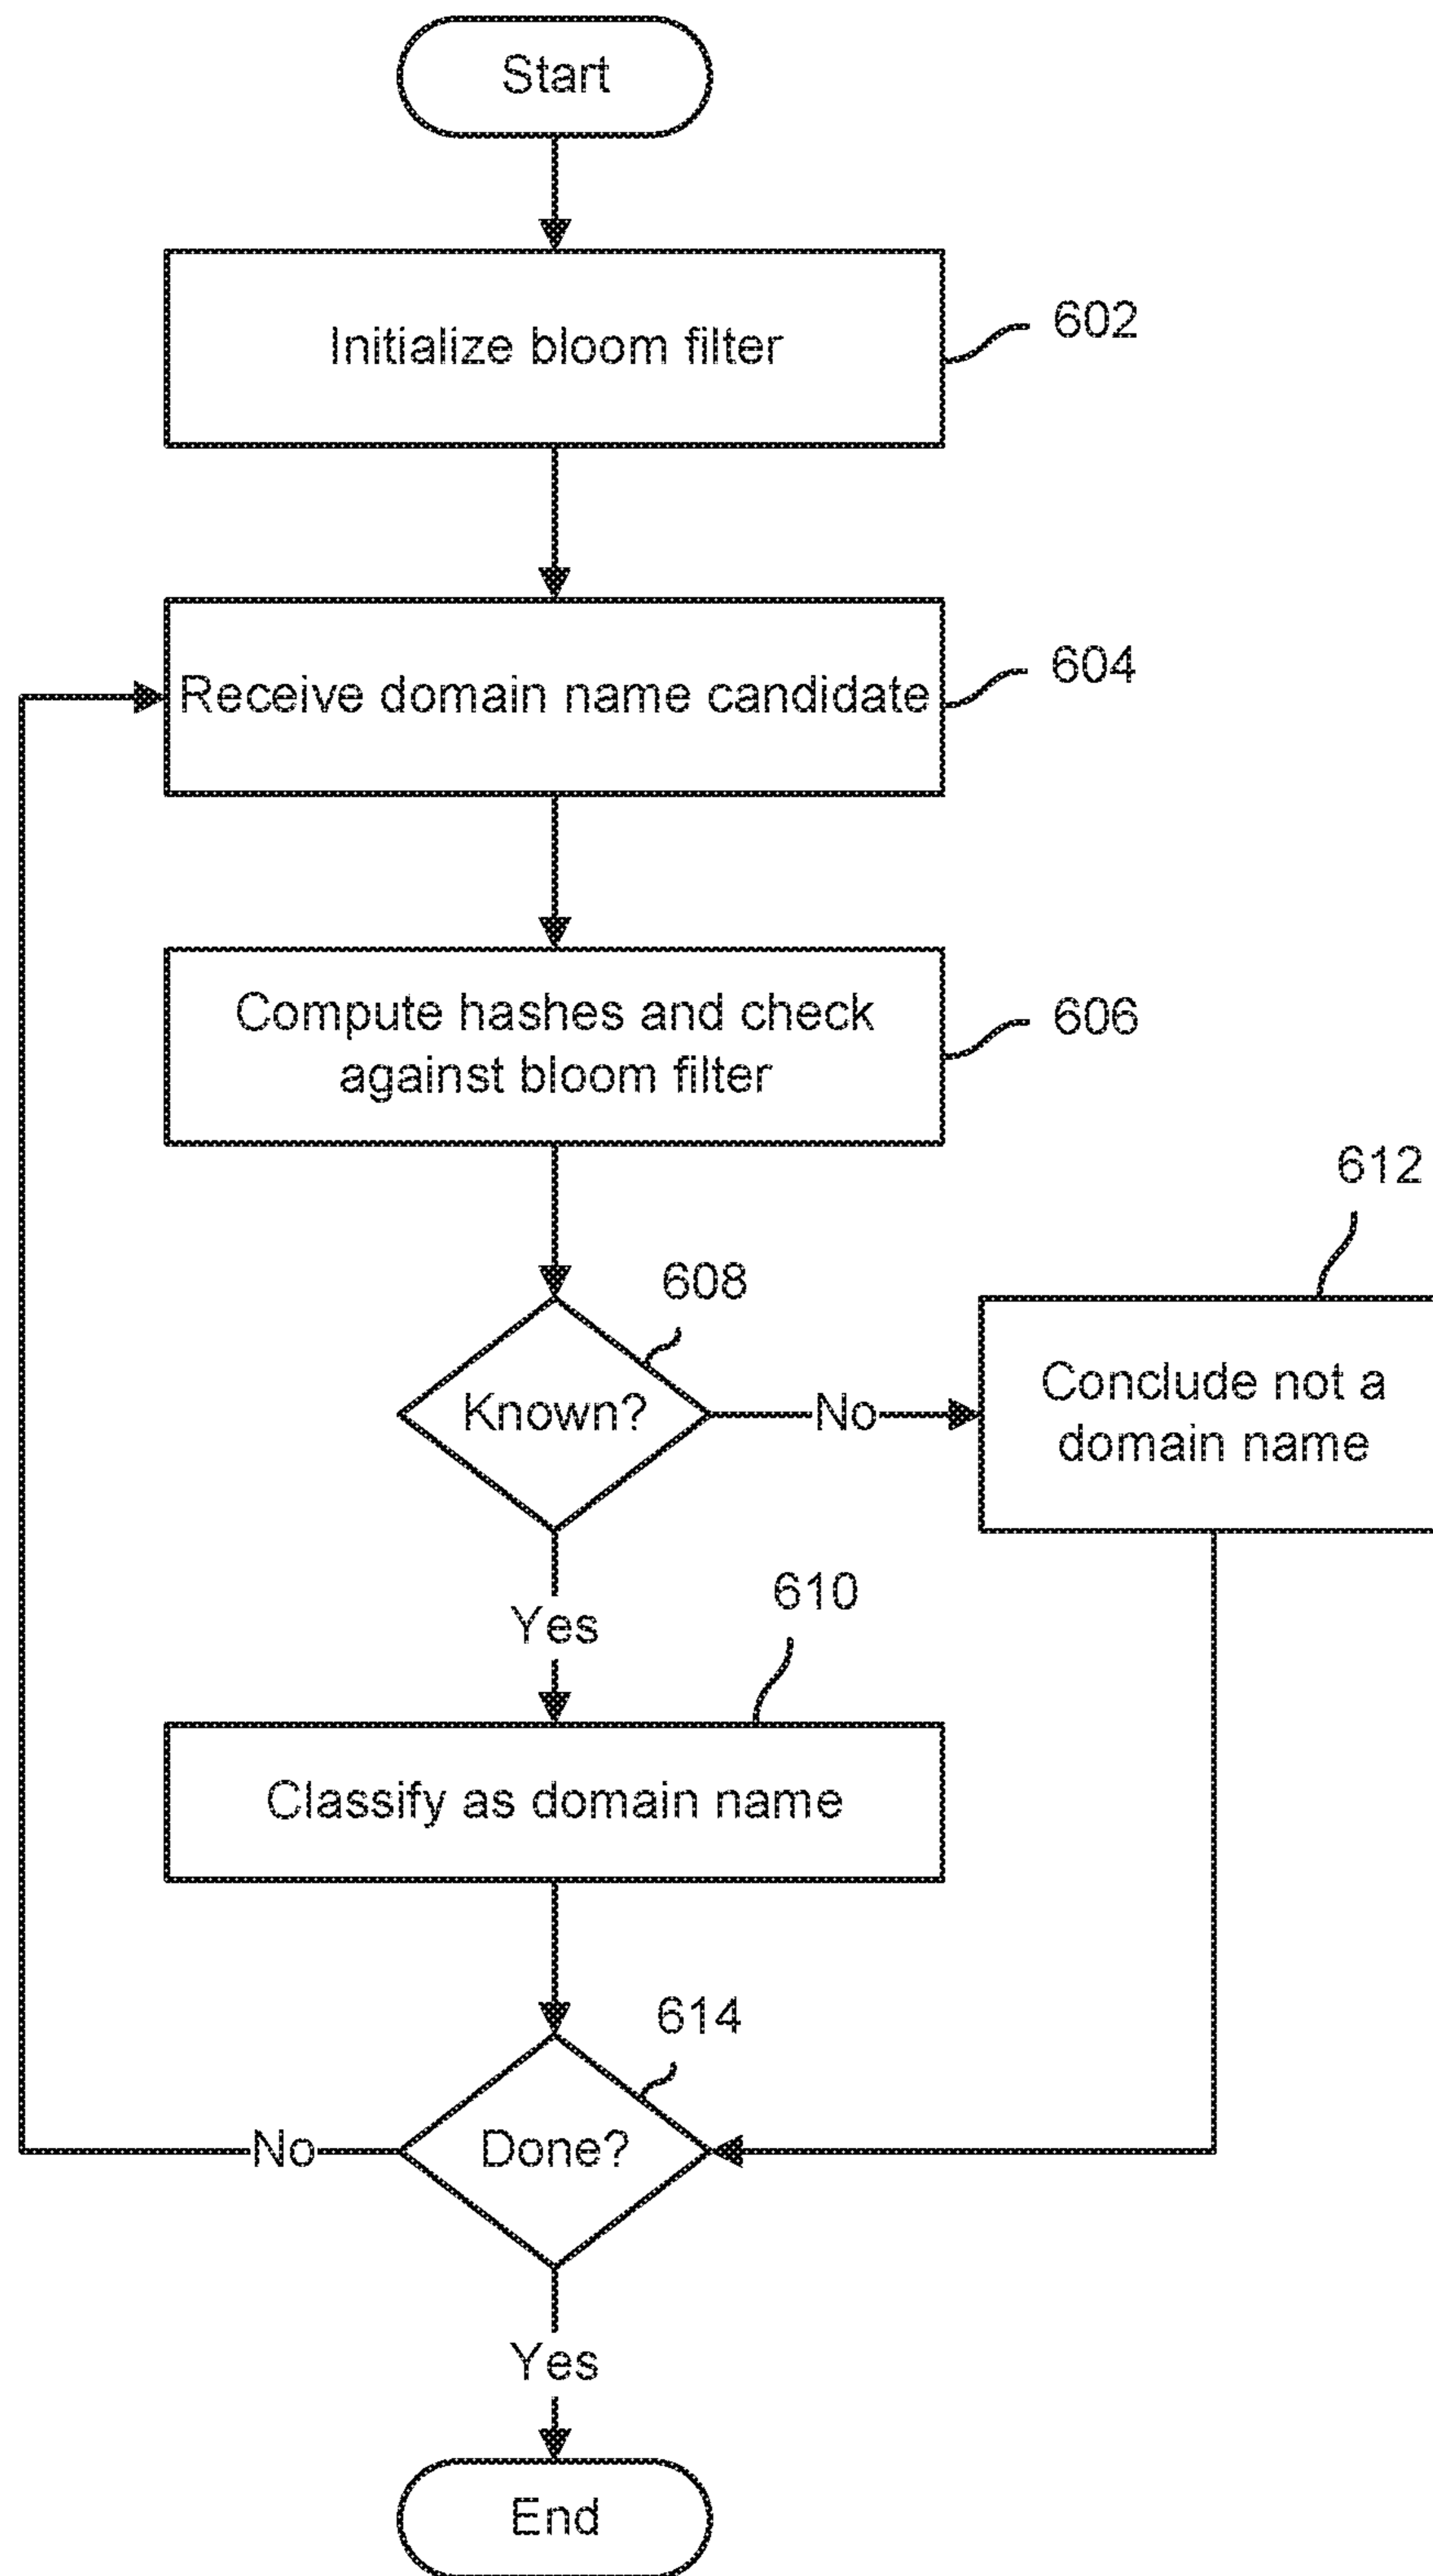 Start
Initialize bloom filter
602
Receive domain name candidate
604
Compute hashes and check
against bloom filter
606
612
608
Known?
No
Conclude not a
domain name
Yes
610
Classify as domain name
614
No
Done?
Yes
End